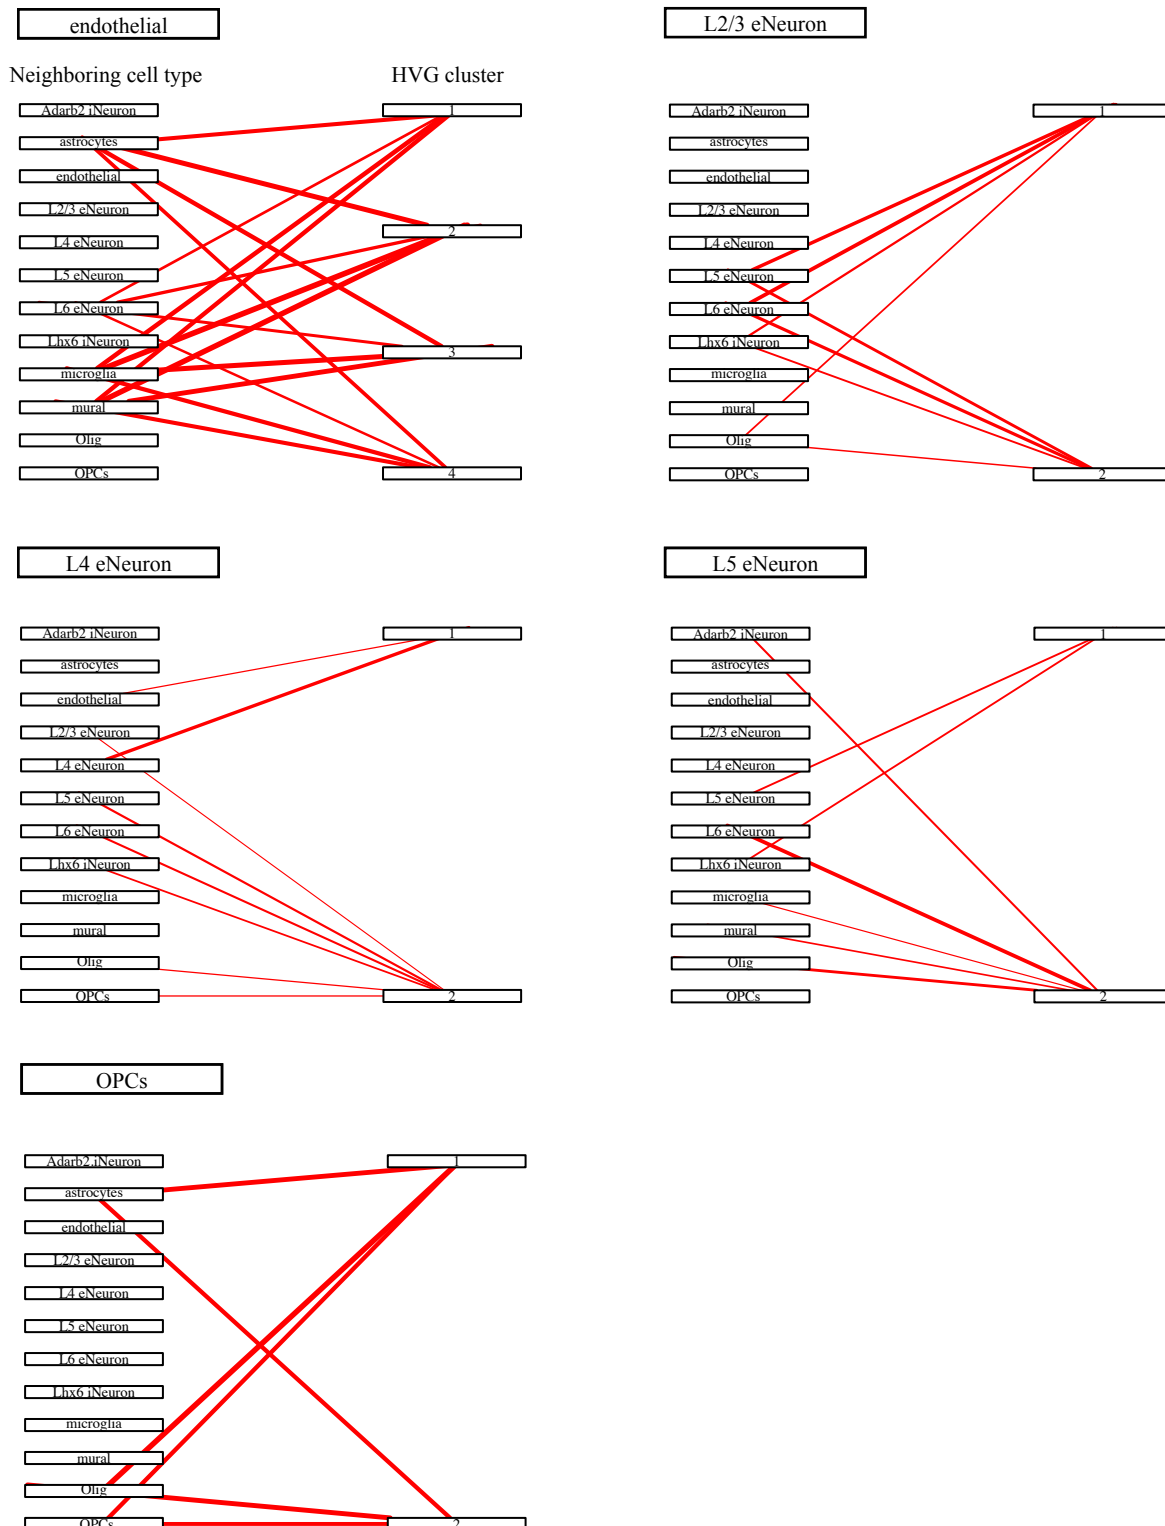 endothelial
Neighboring cell type
HVG cluster
Adarb2 iNeuron
astrocytes
endothelial
L2/3 eNeuron
L4 eNeuron
L5 eNeuron
L6 eNeuron
Lhx6 iNeuron
microglia
mural
Olig
OPCs
1
2
3
4
L2/3 eNeuron
Adarb2 iNeuron
astrocytes
endothelial
L2/3 eNeuron
L4 eNeuron
L5 eNeuron
L6 eNeuron
Lhx6 iNeuron
microglia
mural
Olig
OPCs
1
2
L4 eNeuron
Adarb2 iNeuron
astrocytes
endothelial
L2/3 eNeuron
L4 eNeuron
L5 eNeuron
L6 eNeuron
Lhx6 iNeuron
microglia
mural
Olig
OPCs
1
2
L5 eNeuron
Adarb2 iNeuron
astrocytes
endothelial
L2/3 eNeuron
L4 eNeuron
L5 eNeuron
L6 eNeuron
Lhx6 iNeuron
microglia
mural
Olig
OPCs
1
2
OPCs
Adarb2.iNeuron
astrocytes
endothelial
L2/3 eNeuron
L4 eNeuron
L5 eNeuron
L6 eNeuron
Lhx6 iNeuron
microglia
mural
Olig
OPCs
1
2